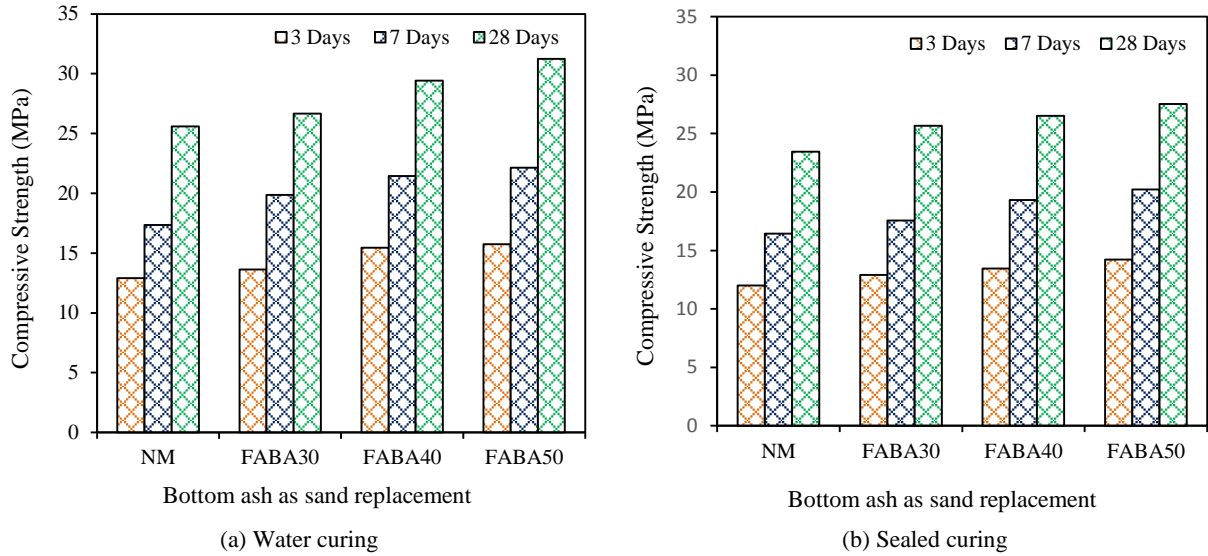 35
30
25
20
15
10
5
0
Compressive Strength (MPa)
3 Days 7 Days 28 Days
NM FABA30 FABA40 FABA50
Bottom ash as sand replacement
(a) Water curing
35
30
25
20
15
10
5
0
Compressive Strength (MPa)
3 Days 7 Days 28 Days
NM FABA30 FABA40 FABA50
Bottom ash as sand replacement
(b) Sealed curing